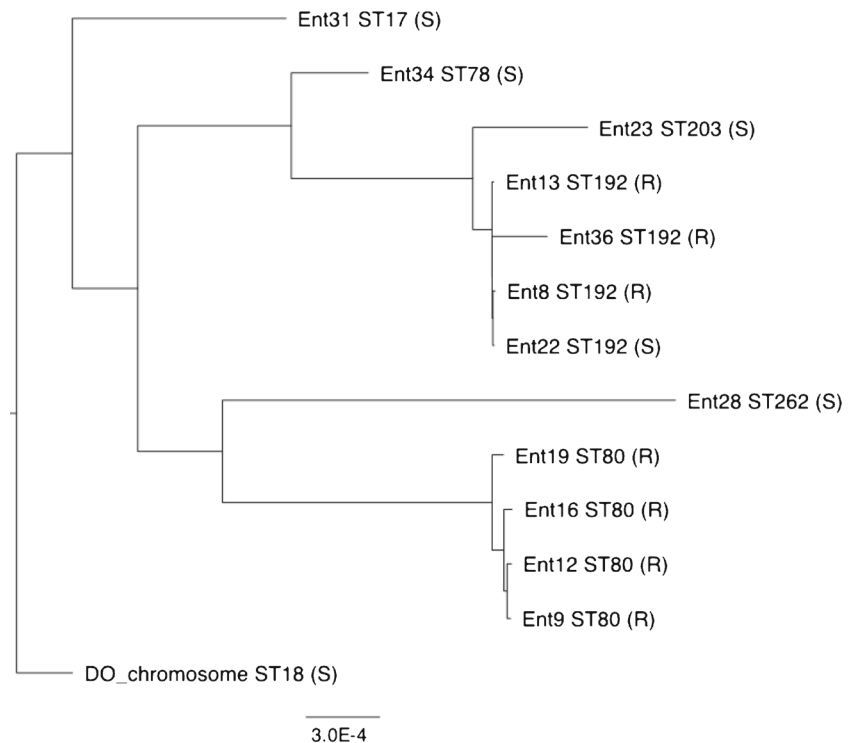 Ent31 ST17 (S)
Ent34 ST78 (S)
Ent23 ST203 (S)
Ent13 ST192 (R)
Ent36 ST192 (R)
Ent8 ST192 (R)
Ent22 ST192 (S)
Ent28 ST262 (S)
Ent19 ST80 (R)
Ent16 ST80 (R)
Ent12 ST80 (R)
Ent9 ST80 (R)
DO_chromosome ST18 (S)
3.0E-4